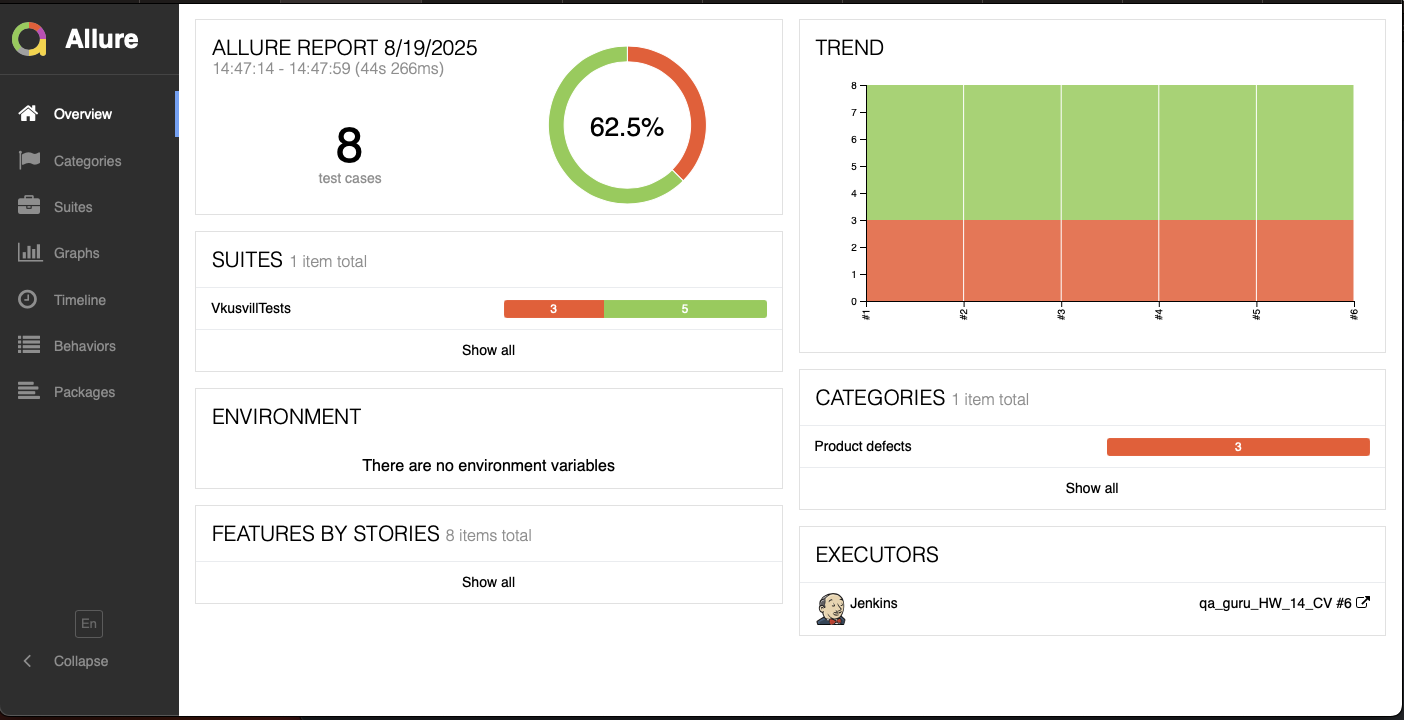 Allure
Overview
Categories
Suites
Graphs
Timeline
Behaviors
Packages
En
Collapse
ALLURE REPORT 8/19/2025
14:47:14 - 14:47:59 (44s 266ms)
8
test cases
62.5%
SUITES 1 item total
VkusvillTests 3 5
Show all
ENVIRONMENT
There are no environment variables
FEATURES BY STORIES 8 items total
Show all
TREND
8
7
6
5
4
3
2
1
0
#1 #2 #3 #4 #5 #6
CATEGORIES 1 item total
Product defects 3
Show all
EXECUTORS
Jenkins qa_guru_HW_14_CV #6